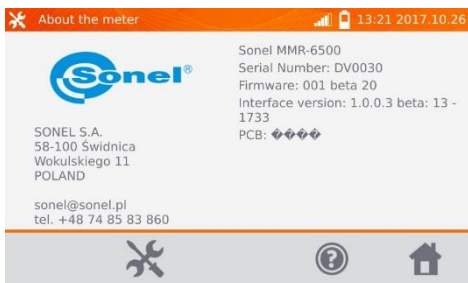 About the meter
13:21 2017.10.26
Sonel®
SONEL S.A.
58-100 Świdnica
Wokulskiego 11
POLAND
sonel@sonel.pl
tel. +48 74 85 83 860
Sonel MMR-6500
Serial Number: DV0030
Firmware: 001 beta 20
Interface version: 1.0.0.3 beta: 13 -
1733
PCB: ����